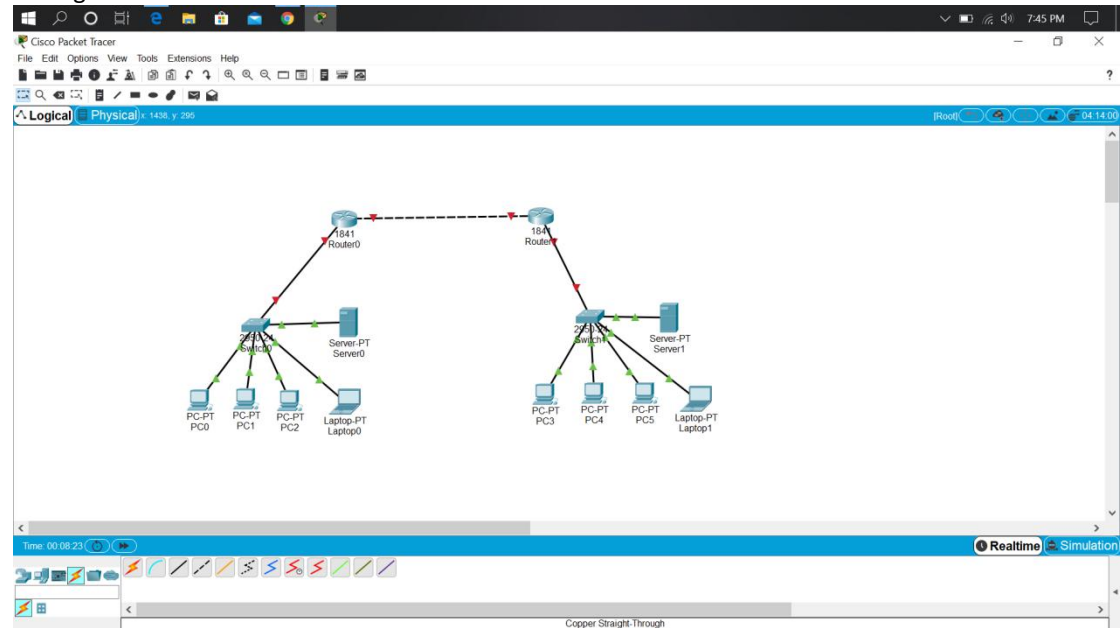 7:45 PM
Cisco Packet Tracer
File Edit Options View Tools Extensions Help
?
Logical Physical x: 1438, y: 295 [Root] 04:14:00
1841
Router0
1841
Server-PT
Server0
Server-PT
Server1
PC-PT
PC0
PC-PT
PC1
PC-PT
PC2
Laptop-PT
Laptop0
PC-PT
PC3
PC-PT
PC4
PC-PT
PC5
Laptop-PT
Laptop1
Time: 00:08:23 Realtime Simulation
Copper Straight-Through